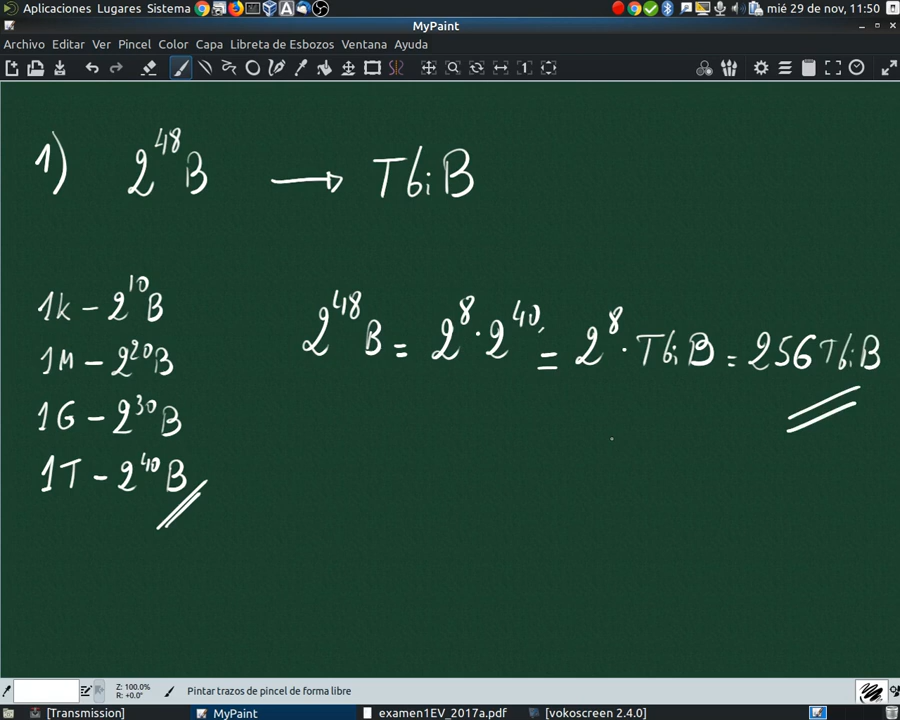 Aplicaciones Lugares Sistema mié 29 de nov, 11:50
MyPaint
Archivo Editar Ver Pincel Color Capa Libreta de Esbozos Ventana Ayuda
1) 2^48 B → TbiB
1K - 2^10 B
1M - 2^20 B
1G - 2^30 B
1T - 2^40 B
2^48 B = 2^8 · 2^40 = 2^8 · TbiB = 256 TbiB
Z: 100.0%
R: +0.0°
Pintar trazos de pincel de forma libre
[Transmission] MyPaint examen1EV_2017a.pdf [vokoscreen 2.4.0]